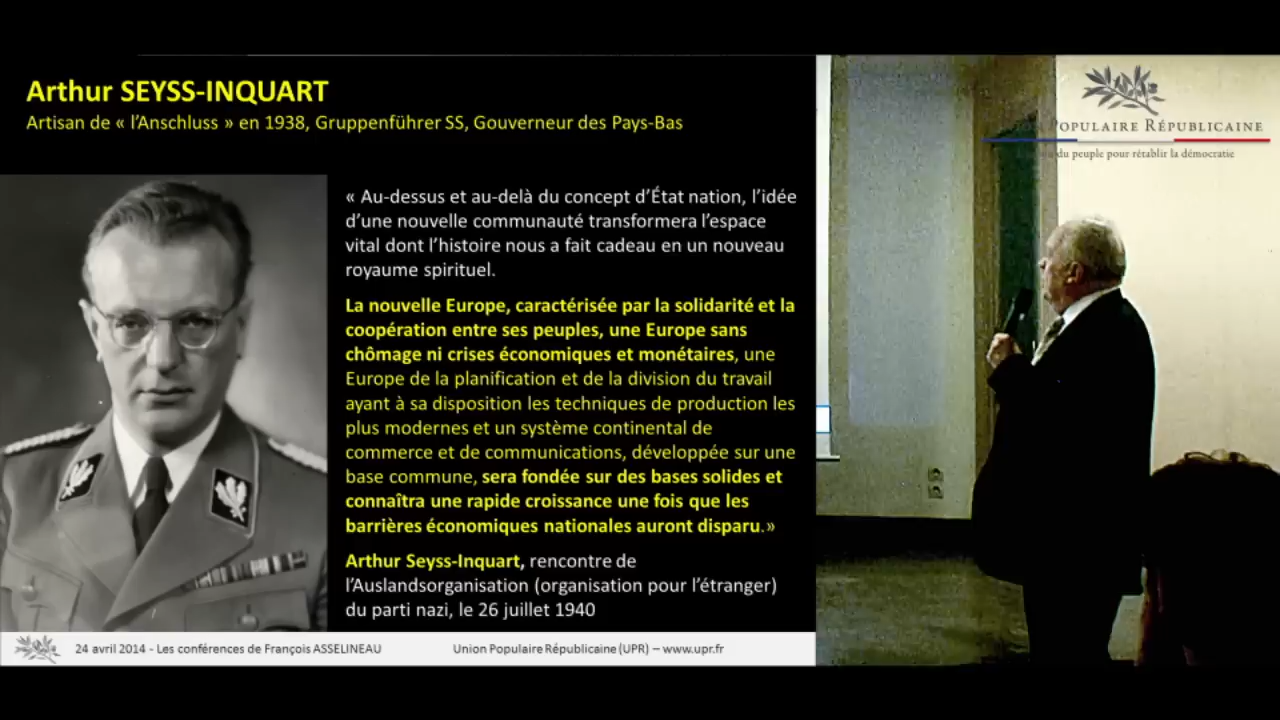 Arthur SEYSS-INQUART
Artisan de « l'Anschluss » en 1938, Gruppenführer SS, Gouverneur des Pays-Bas
« Au-dessus et au-delà du concept d'État nation, l'idée
d'une nouvelle communauté transformera l'espace
vital dont l'histoire nous a fait cadeau en un nouveau
royaume spirituel.
La nouvelle Europe, caractérisée par la solidarité et la
coopération entre ses peuples, une Europe sans
chômage ni crises économiques et monétaires, une
Europe de la planification et de la division du travail
ayant à sa disposition les techniques de production les
plus modernes et un système continental de
commerce et de communications, développée sur une
base commune, sera fondée sur des bases solides et
connaîtra une rapide croissance une fois que les
barrières économiques nationales auront disparu.»
Arthur Seyss-Inquart, rencontre de
l'Auslandsorganisation (organisation pour l'étranger)
du parti nazi, le 26 juillet 1940
24 avril 2014 - Les conférences de François ASSELINEAU
Union Populaire Républicaine (UPR) – www.upr.fr
POPULAIRE RÉPUBLICAINE
du peuple pour rétablir la démocratie